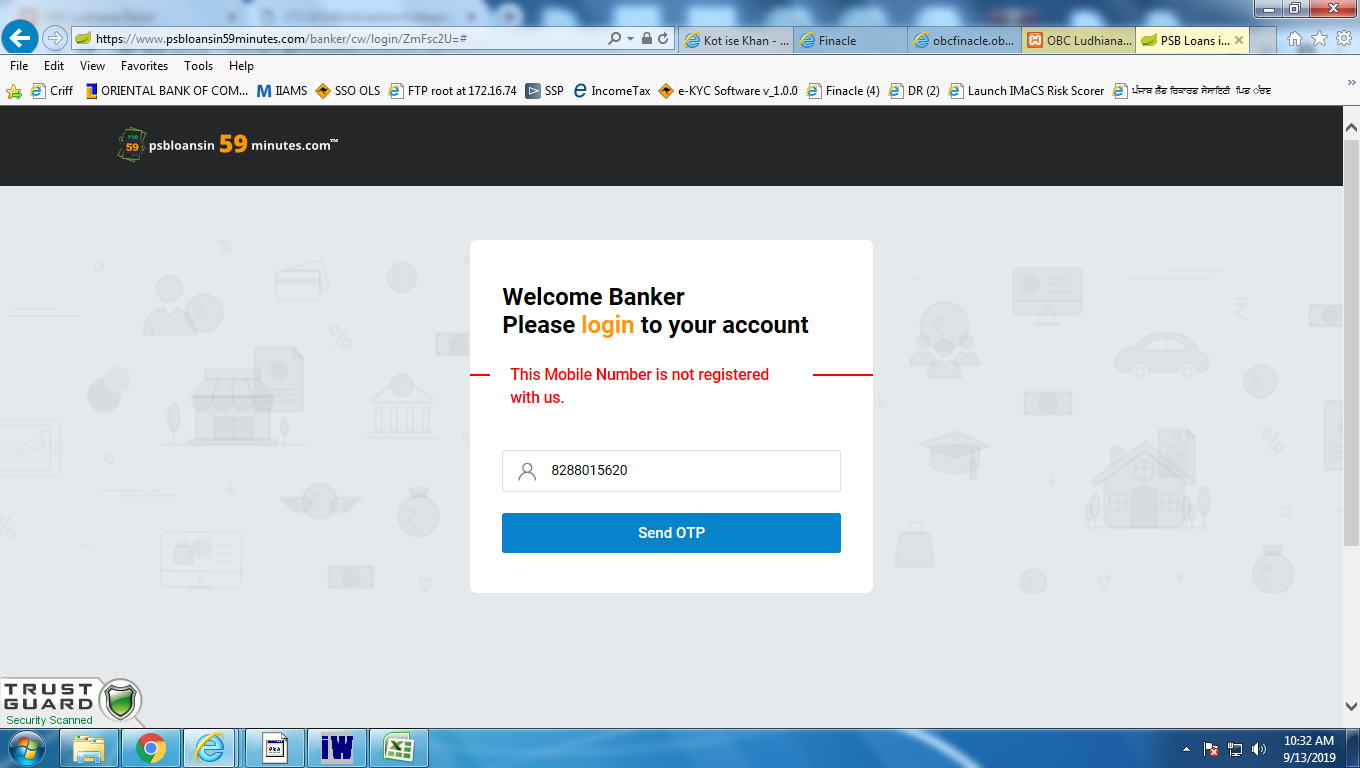 https://www.psbloansin59minutes.com/banker/cw/login/ZmFsc2U=#
Kot ise Khan - ...
Finacle
obcfinacle.ob...
OBC Ludhiana...
PSB Loans i...
File Edit View Favorites Tools Help
Criff
ORIENTAL BANK OF COM...
IIAMS
SSO OLS
FTP root at 172.16.74
SSP
IncomeTax
e-KYC Software v_1.0.0
Finacle (4)
DR (2)
Launch IMaCS Risk Scorer
PSB 59 psbloansin 59 minutes.com™
Welcome Banker
Please login to your account
This Mobile Number is not registered
with us.
8288015620
Send OTP
TRUST
GUARD
Security Scanned
10:32 AM
9/13/2019